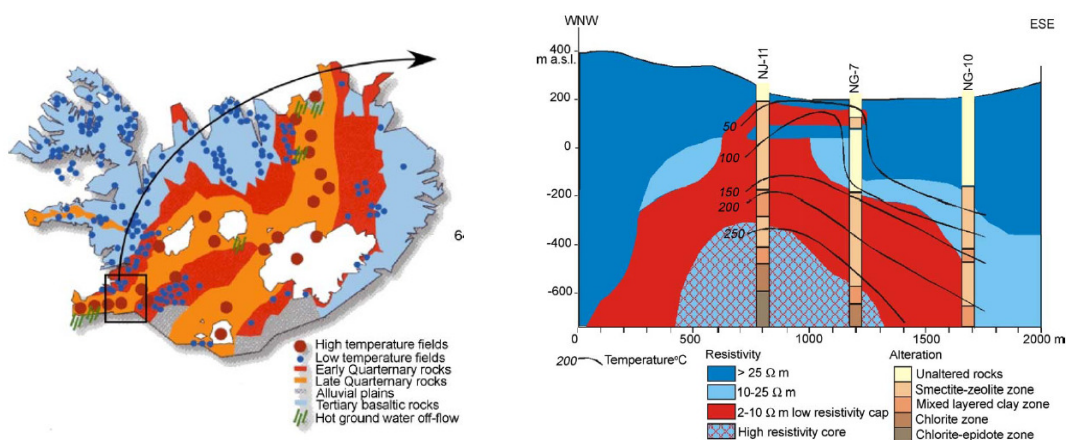 High temperature fields
Low temperature fields
Early Quaternary rocks
Late Quaternary rocks
Alluvial plains
Tertiary basaltic rocks
Hot ground water off-flow
6
WNW
ESE
400
m a.s.l.
200
0
-200
-400
-600
NJ-11
NG-7
NG-10
50
100
150
200
250
0
500
1000
1500
2000 m
200 Temperature°C
Resistivity
> 25 Ω m
10-25 Ω m
2-10 Ω m low resistivity cap
High resistivity core
Alteration
Unaltered rocks
Smectite-zeolite zone
Mixed layered clay zone
Chlorite zone
Chlorite-epidote zone